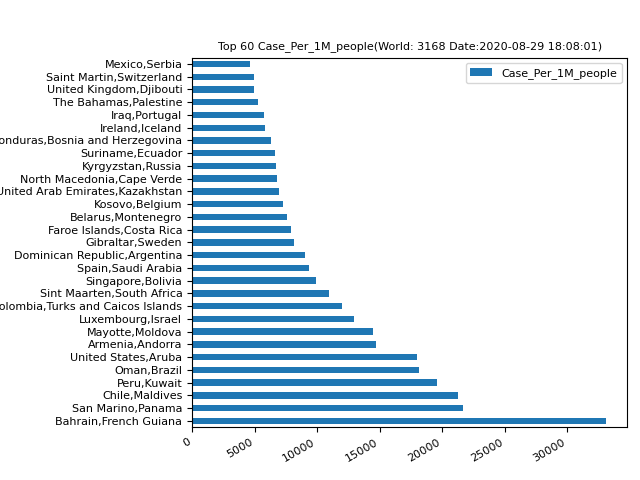 Top 60 Case_Per_1M_people(World: 3168 Date:2020-08-29 18:08:01)
Case_Per_1M_people
Mexico,Serbia
Saint Martin,Switzerland
United Kingdom,Djibouti
The Bahamas,Palestine
Iraq,Portugal
Ireland,Iceland
onduras,Bosnia and Herzegovina
Suriname,Ecuador
Kyrgyzstan,Russia
North Macedonia,Cape Verde
United Arab Emirates,Kazakhstan
Kosovo,Belgium
Belarus,Montenegro
Faroe Islands,Costa Rica
Gibraltar,Sweden
Dominican Republic,Argentina
Spain,Saudi Arabia
Singapore,Bolivia
Sint Maarten,South Africa
olombia,Turks and Caicos Islands
Luxembourg,Israel
Mayotte,Moldova
Armenia,Andorra
United States,Aruba
Oman,Brazil
Peru,Kuwait
Chile,Maldives
San Marino,Panama
Bahrain,French Guiana
0 5000 10000 15000 20000 25000 30000